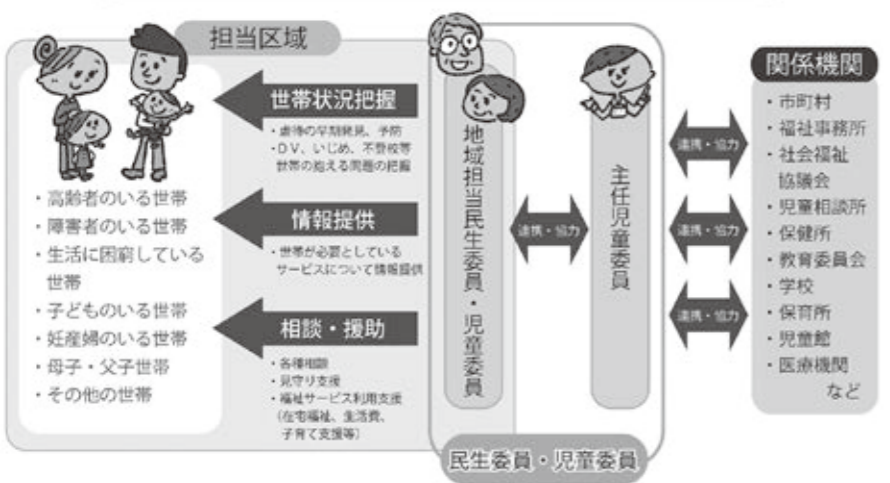 担当区域
・高齢者のいる世帯
・障害者のいる世帯
・生活に困窮している
世帯
・子どものいる世帯
・妊産婦のいる世帯
・母子・父子世帯
・その他の世帯
世帯状況把握
・虐待の早期発見、予防
・DV、いじめ、不登校等
世帯の抱える問題の把握
情報提供
・世帯が必要としている
サービスについて情報提供
相談・援助
・各種相談
・見守り支援
・福祉サービス利用支援
(在宅福祉、生活費、
子育て支援等)
地域担当民生委員・児童委員
連携・協力
主任児童委員
民生委員・児童委員
連携・協力
連携・協力
連携・協力
関係機関
・市町村
・福祉事務所
・社会福祉
協議会
・児童相談所
・保健所
・教育委員会
・学校
・保育所
・児童館
・医療機関
など